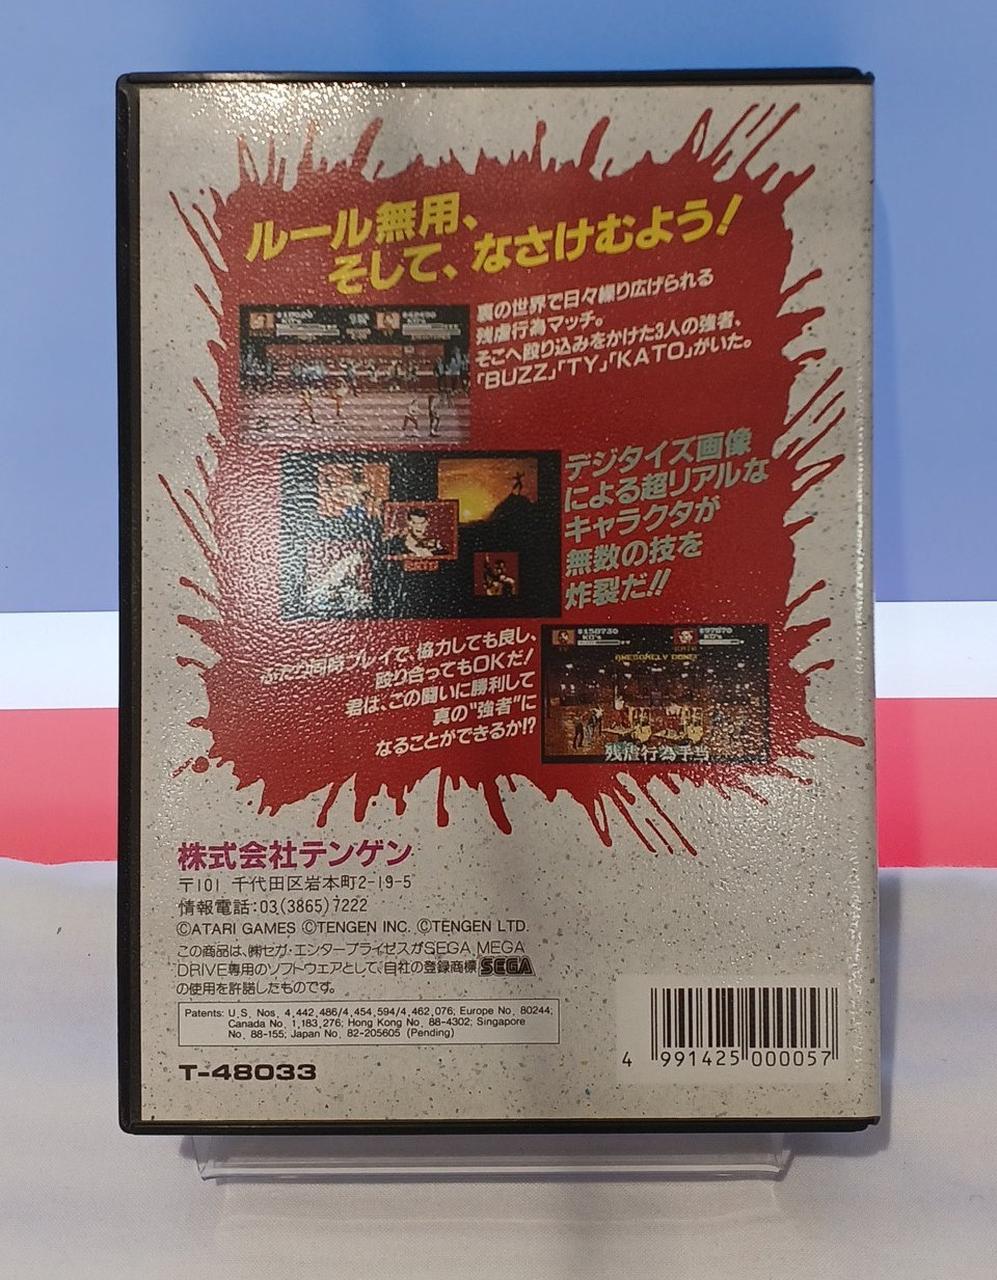 ルール無用、
そして、なさけむよう!
裏の世界で日々繰り広げられる
残虐行為マッチ。
そこへ殴り込みをかけた3人の強者、
「BUZZ」「TY」「KATO」がいた。
デジタイズ画像
による超リアルな
キャラクタが
無数の技を
炸裂だ!!
ふたり同時プレイで、協力しても良し、
殴り合ってもOKだ!
君は、この闘いに勝利して
真の"強者"に
なることができるか!?
$158730
KO's
$97870
KO's
AWESOMELY DONE!
残虐行為手当
株式会社テンゲン
〒101 千代田区岩本町2-19-5
情報電話:03(3865)7222
©ATARI GAMES ©TENGEN INC. ©TENGEN LTD.
この商品は、㈱セガ・エンタープライゼスがSEGA MEGA
DRIVE専用のソフトウェアとして、自社の登録商標SEGA
の使用を許諾したものです。
Patents: U.S. Nos. 4,442,486/4,454,594/4,462,076; Europe No. 80244;
Canada No. 1,183,276; Hong Kong No. 88-4302; Singapore
No. 88-155; Japan No. 82-205605 (Pending)
T-48033
4 991425 000057